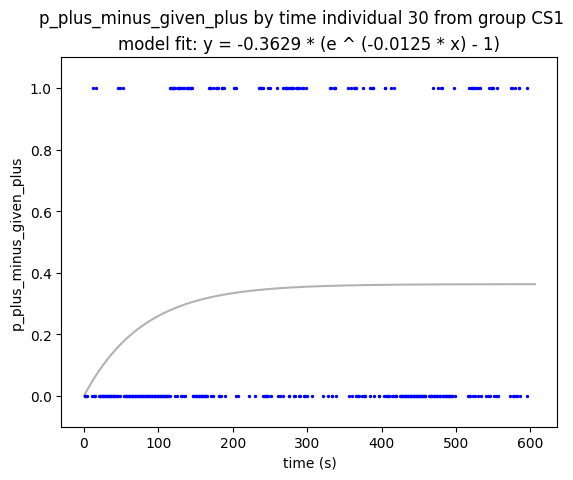 p_plus_minus_given_plus by time individual 30 from group CS1
model fit: y = -0.3629 * (e ^ (-0.0125 * x) - 1)
1.0
0.8
0.6
0.4
0.2
0.0
p_plus_minus_given_plus
0 100 200 300 400 500 600
time (s)